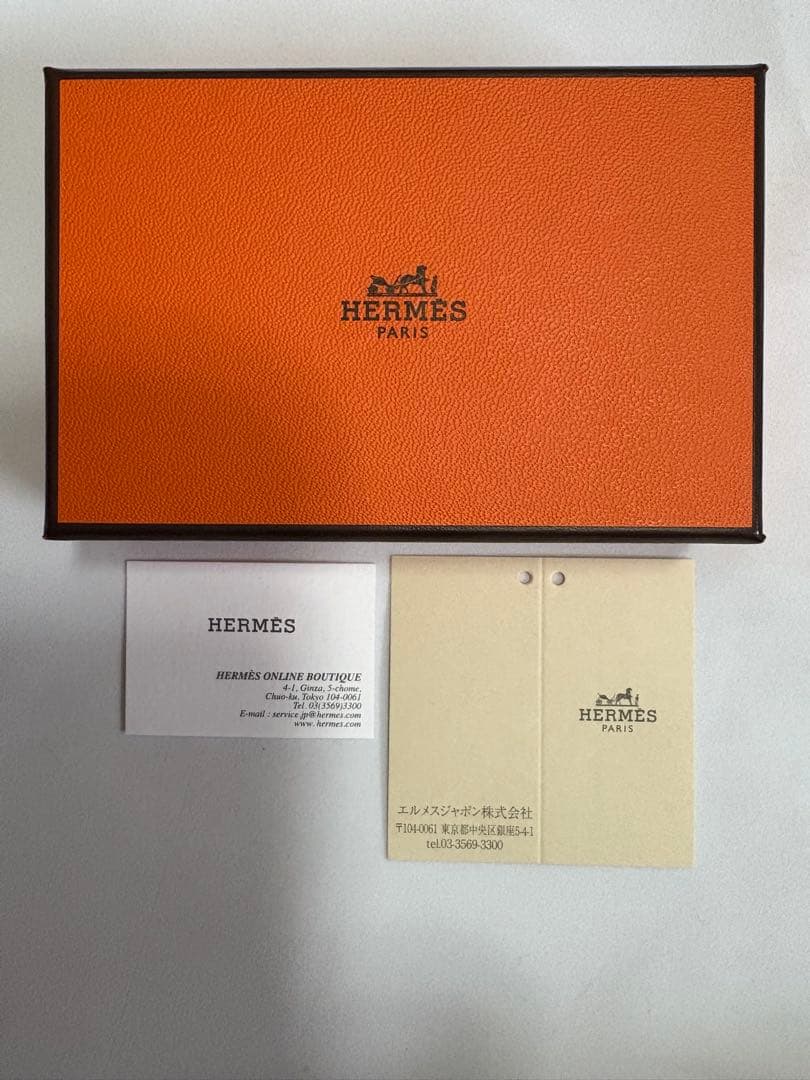 HERMÈS
PARIS
HERMÈS
HERMÈS ONLINE BOUTIQUE
4-1, Ginza, 5-chome,
Chuo-ku, Tokyo 104-0061
Tel. 03(3569)3300
E-mail : service.jp@hermes.com
www. hermes.com
HERMÈS
PARIS
エルメスジャポン株式会社
〒104-0061 東京都中央区銀座5-4-1
tel.03-3569-3300